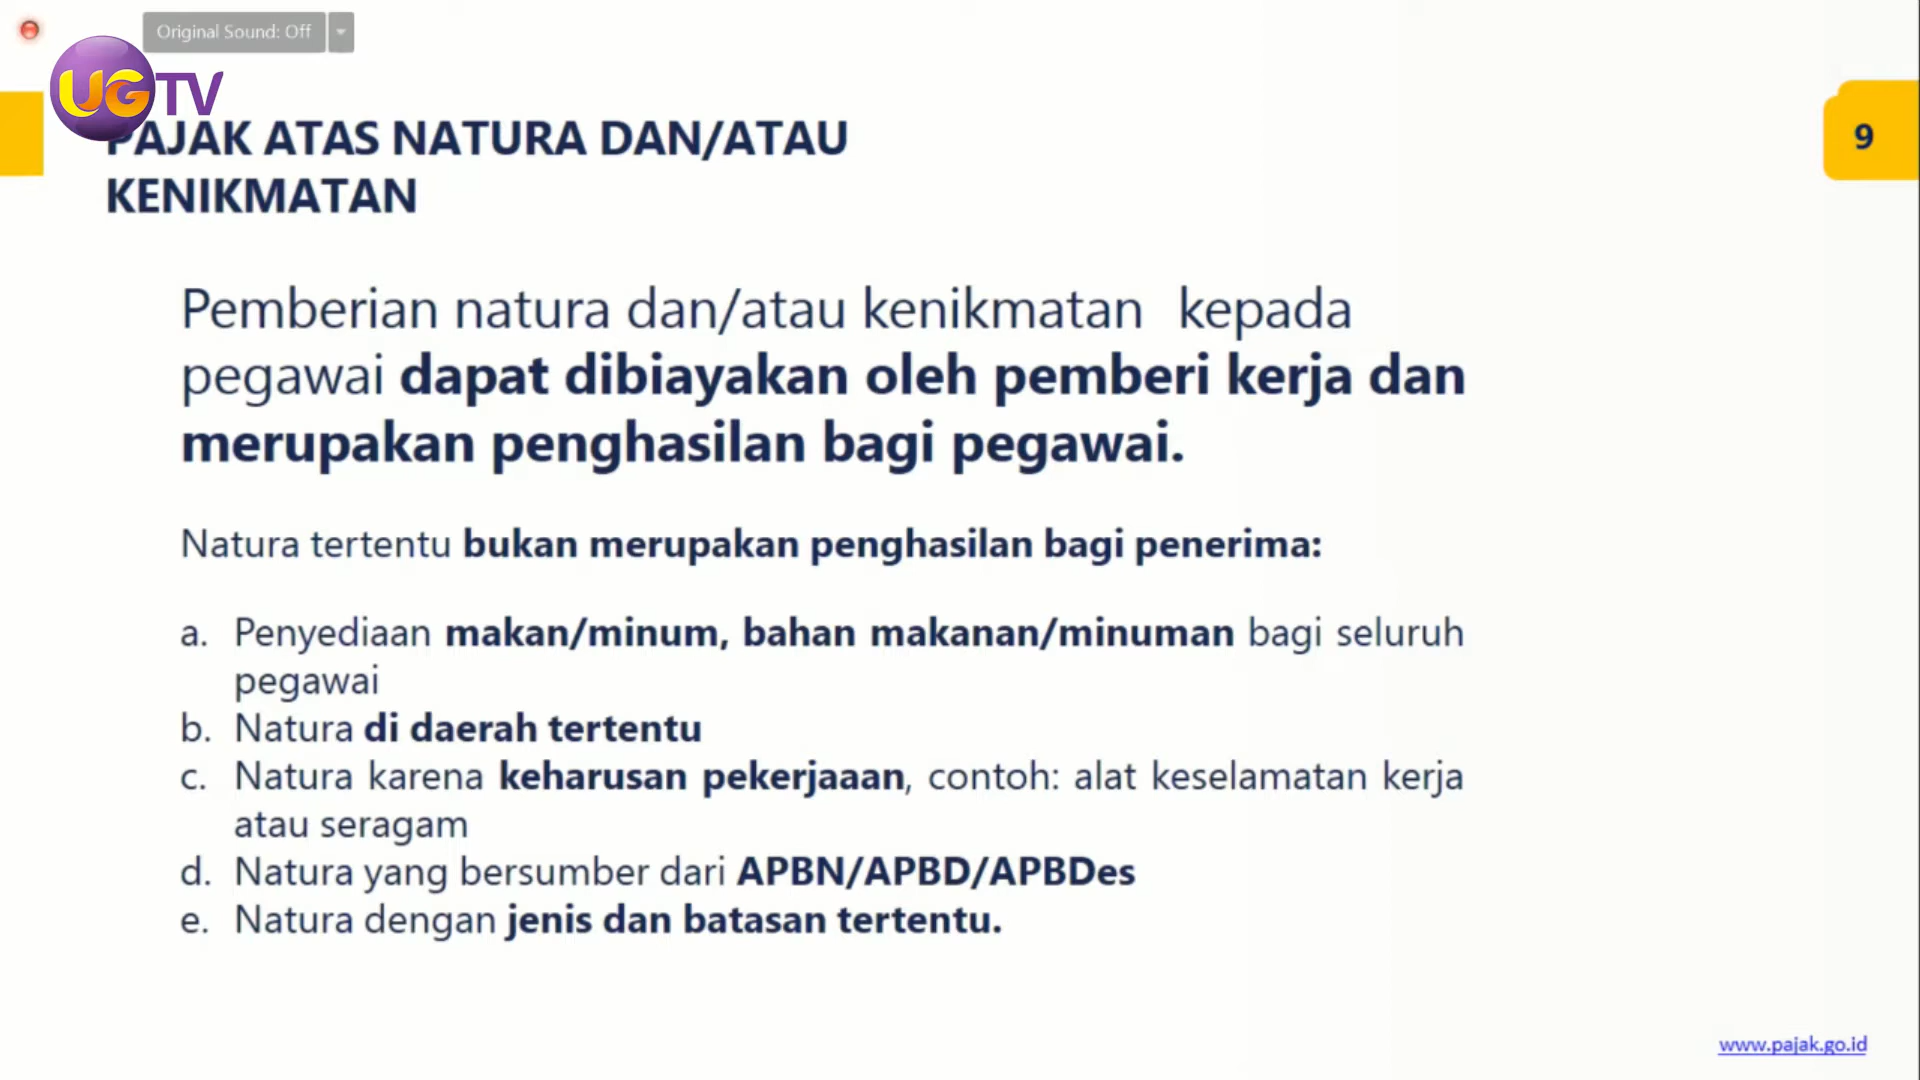 Original Sound: Off
UGTV
PAJAK ATAS NATURA DAN/ATAU
KENIKMATAN
9
Pemberian natura dan/atau kenikmatan kepada
pegawai dapat dibiayakan oleh pemberi kerja dan
merupakan penghasilan bagi pegawai.
Natura tertentu bukan merupakan penghasilan bagi penerima:
a. Penyediaan makan/minum, bahan makanan/minuman bagi seluruh
pegawai
b. Natura di daerah tertentu
c. Natura karena keharusan pekerjaaan, contoh: alat keselamatan kerja
atau seragam
d. Natura yang bersumber dari APBN/APBD/APBDes
e. Natura dengan jenis dan batasan tertentu.
www.pajak.go.id